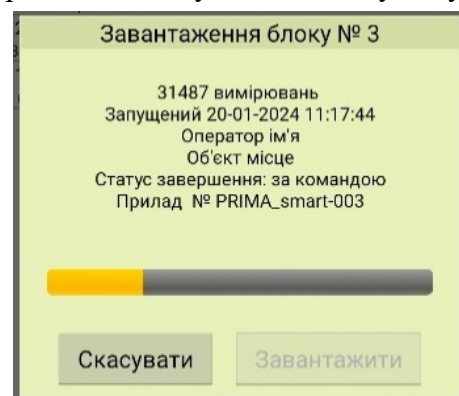 Завантаження блоку № 3
31487 вимірювань
Запущений 20-01-2024 11:17:44
Оператор ім'я
Об'єкт місце
Статус завершення: за командою
Прилад № PRIMA_smart-003
Скасувати
Завантажити